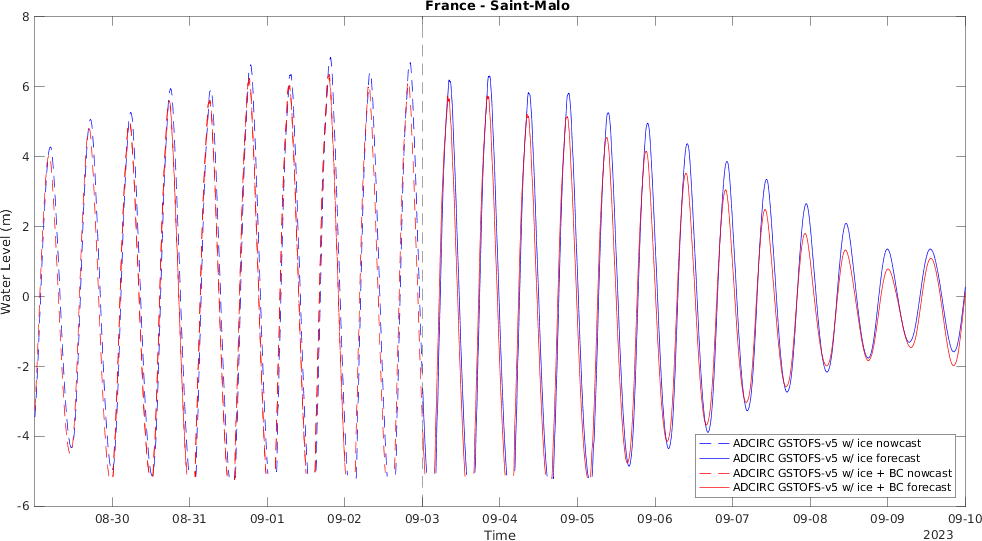 France - Saint-Malo
8
6
4
2
0
-2
-4
-6
Water Level (m)
ADCIRC GSTOFS-v5 w/ ice nowcast
ADCIRC GSTOFS-v5 w/ ice forecast
ADCIRC GSTOFS-v5 w/ ice + BC nowcast
ADCIRC GSTOFS-v5 w/ ice + BC forecast
08-30 08-31 09-01 09-02 09-03 09-04 09-05 09-06 09-07 09-08 09-09 09-10
Time
2023